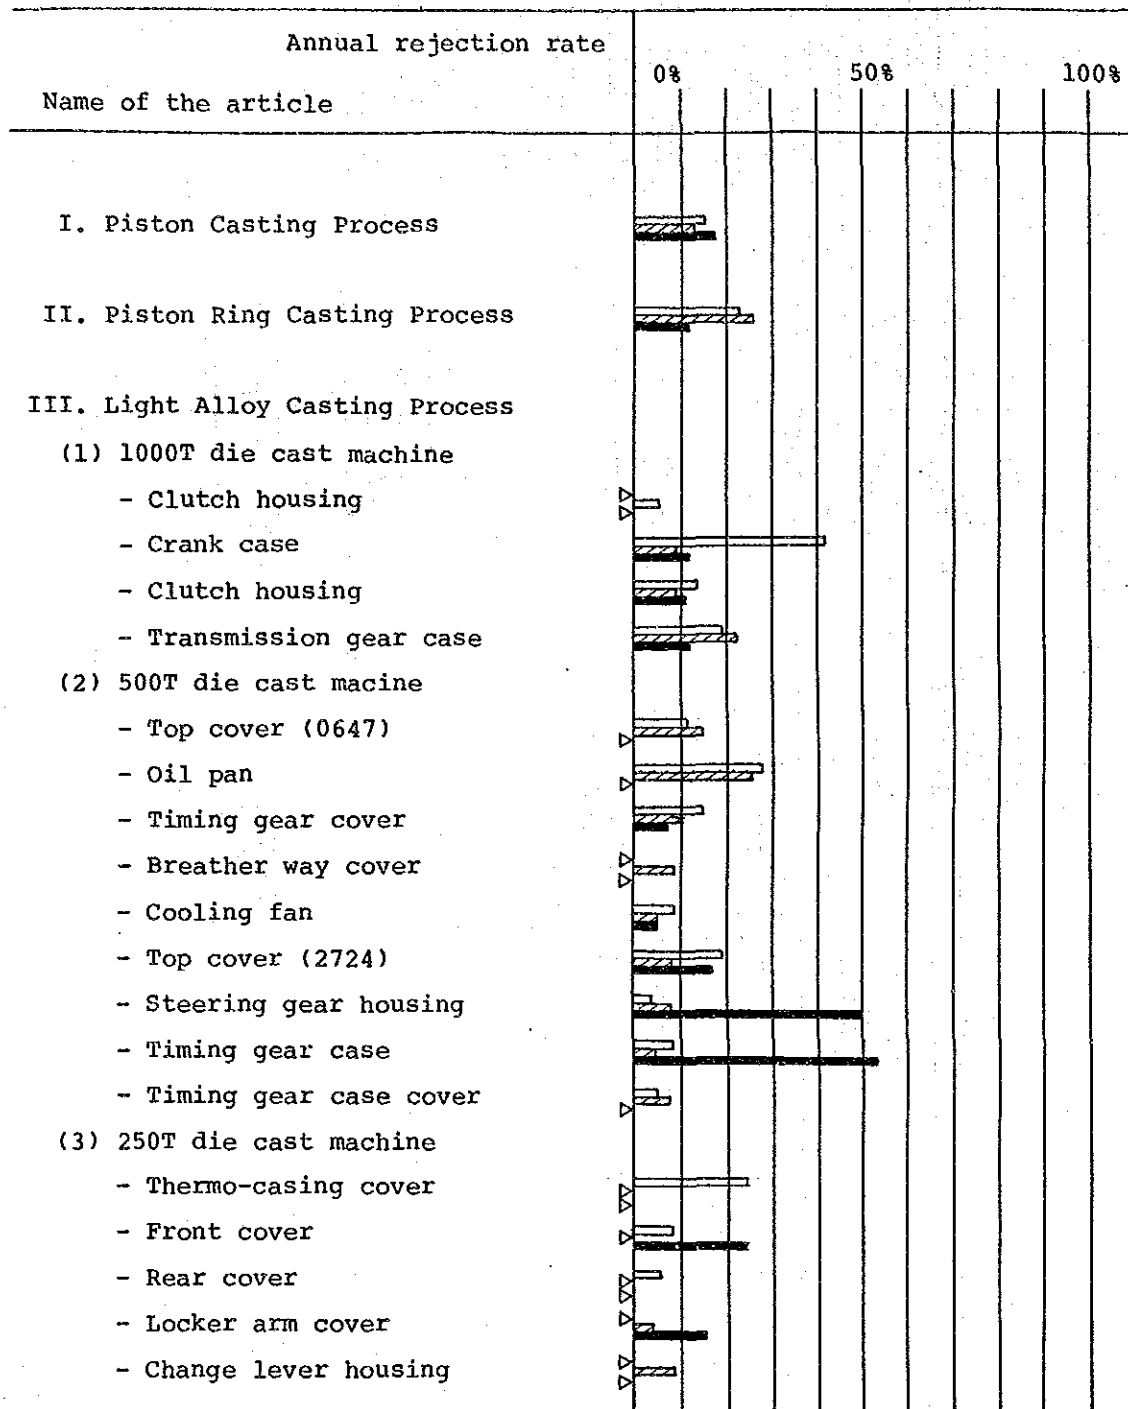 Annual rejection rate
0% 50% 100%
Name of the article
I. Piston Casting Process
II. Piston Ring Casting Process
III. Light Alloy Casting Process
(1) 1000T die cast machine
- Clutch housing
- Crank case
- Clutch housing
- Transmission gear case
(2) 500T die cast macine
- Top cover (0647)
- Oil pan
- Timing gear cover
- Breather way cover
- Cooling fan
- Top cover (2724)
- Steering gear housing
- Timing gear case
- Timing gear case cover
(3) 250T die cast machine
- Thermo-casing cover
- Front cover
- Rear cover
- Locker arm cover
- Change lever housing